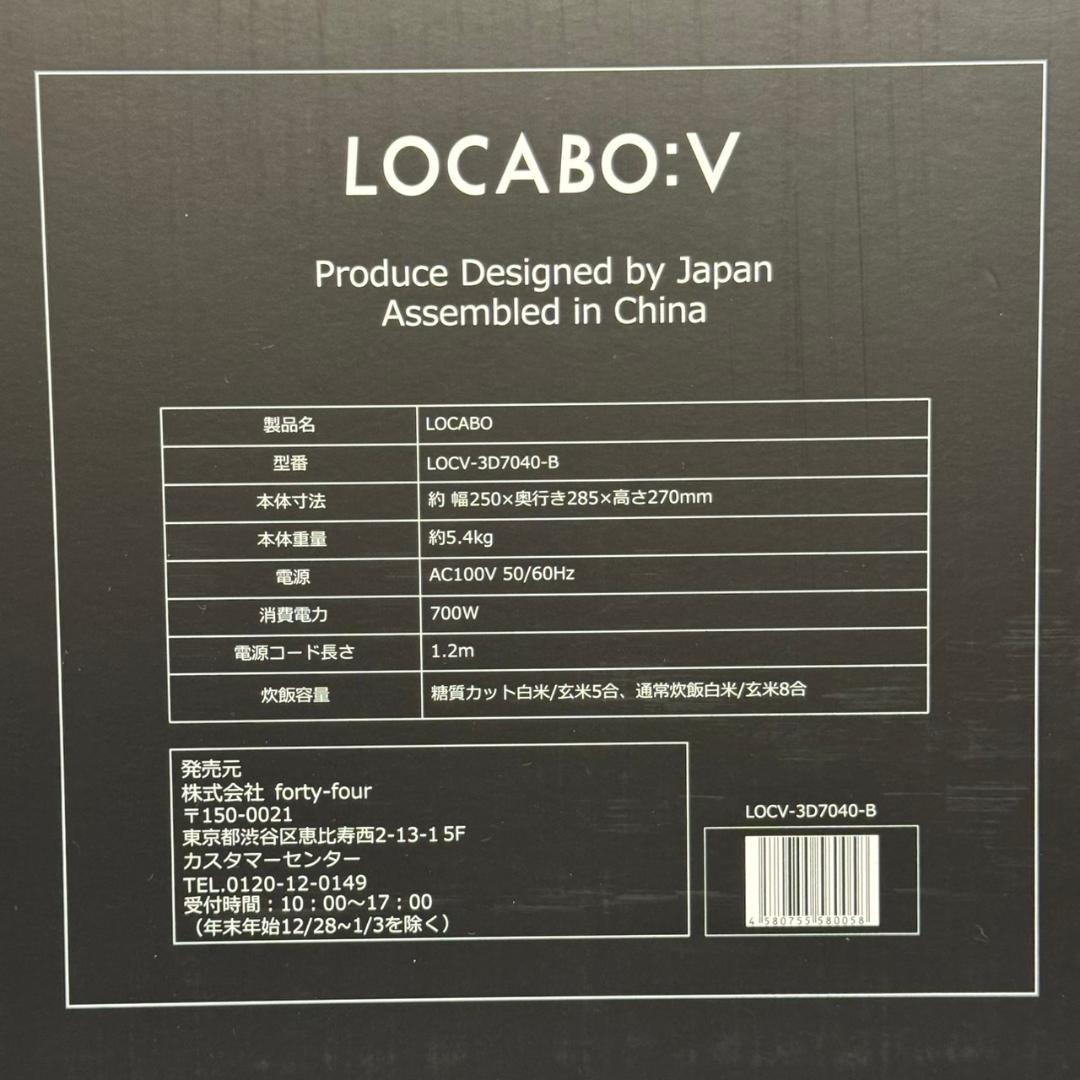 LOCABO:V
Produce Designed by Japan
Assembled in China
製品名 LOCABO
型番 LOCV-3D7040-B
本体寸法 約 幅250×奥行き285×高さ270mm
本体重量 約5.4kg
電源 AC100V 50/60Hz
消費電力 700W
電源コード長さ 1.2m
炊飯容量 糖質カット白米/玄米5合、通常炊飯白米/玄米8合
発売元
株式会社 forty-four
〒150-0021
東京都渋谷区恵比寿西2-13-1 5F
カスタマーセンター
TEL.0120-12-0149
受付時間：10：00～17：00
（年末年始12/28~1/3を除く）
LOCV-3D7040-B
4 580755 580058